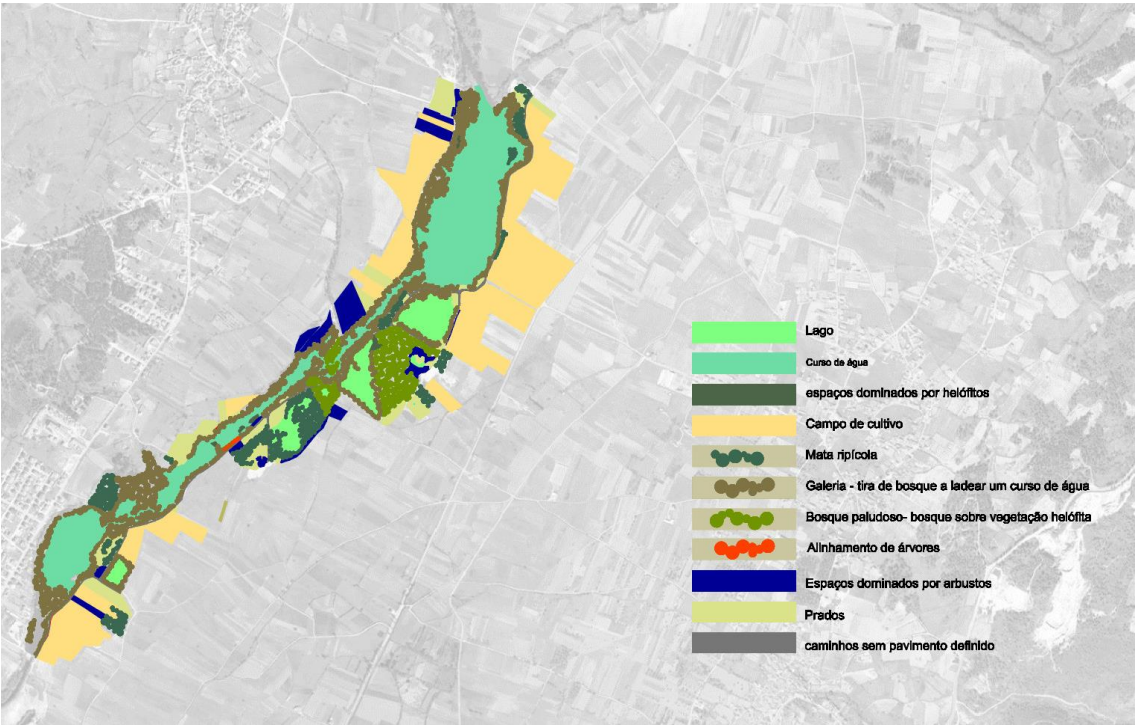 Lago
Curso de água
espaços dominados por helófitos
Campo de cultivo
Mata ripícola
Galeria - tira de bosque a ladear um curso de água
Bosque paludoso- bosque sobre vegetação helófita
Alinhamento de árvores
Espaços dominados por arbustos
Prados
caminhos sem pavimento definido